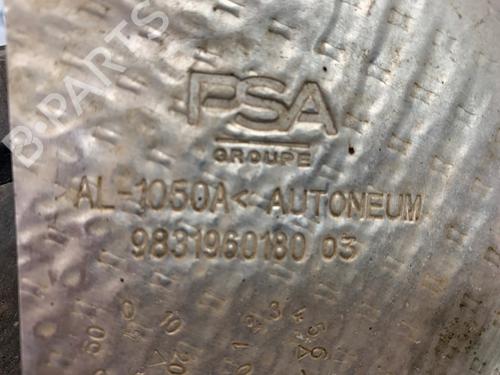 B-PARTS
PSA
GROUPE
AL-1050A< AUTONEUM
9831960180 03